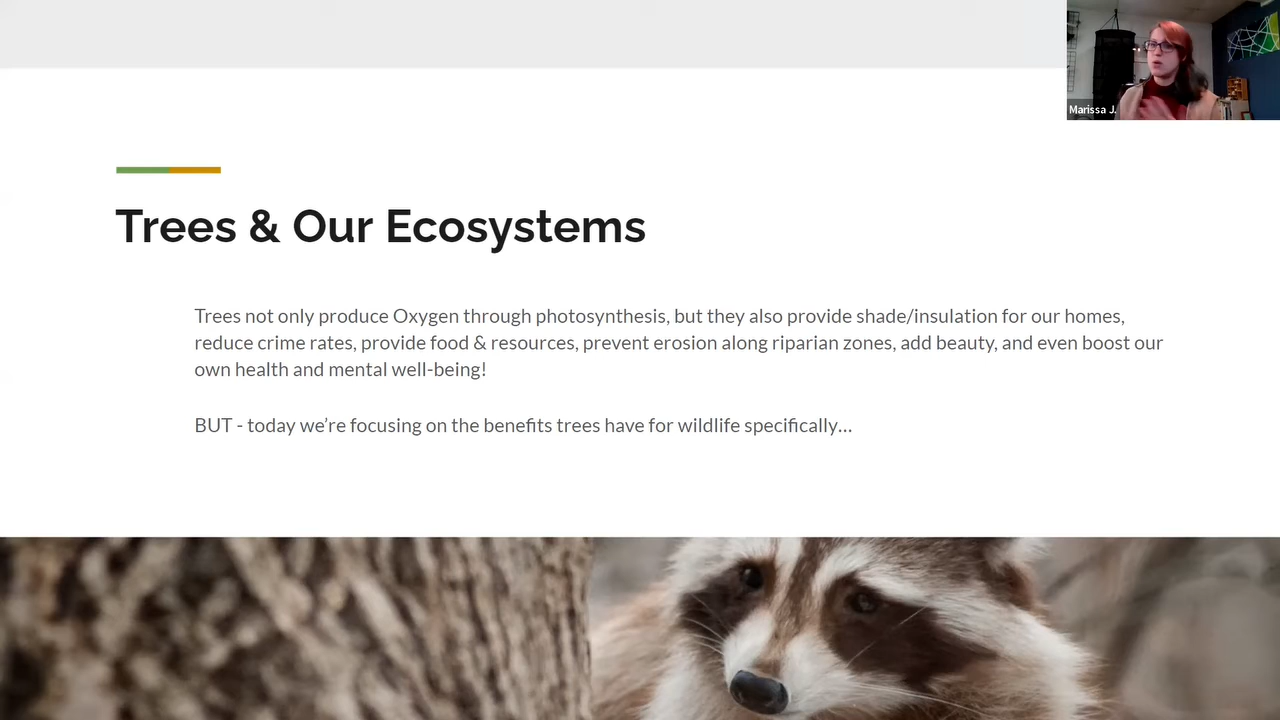 Marissa J.
Trees & Our Ecosystems
Trees not only produce Oxygen through photosynthesis, but they also provide shade/insulation for our homes,
reduce crime rates, provide food & resources, prevent erosion along riparian zones, add beauty, and even boost our
own health and mental well-being!
BUT - today we’re focusing on the benefits trees have for wildlife specifically…